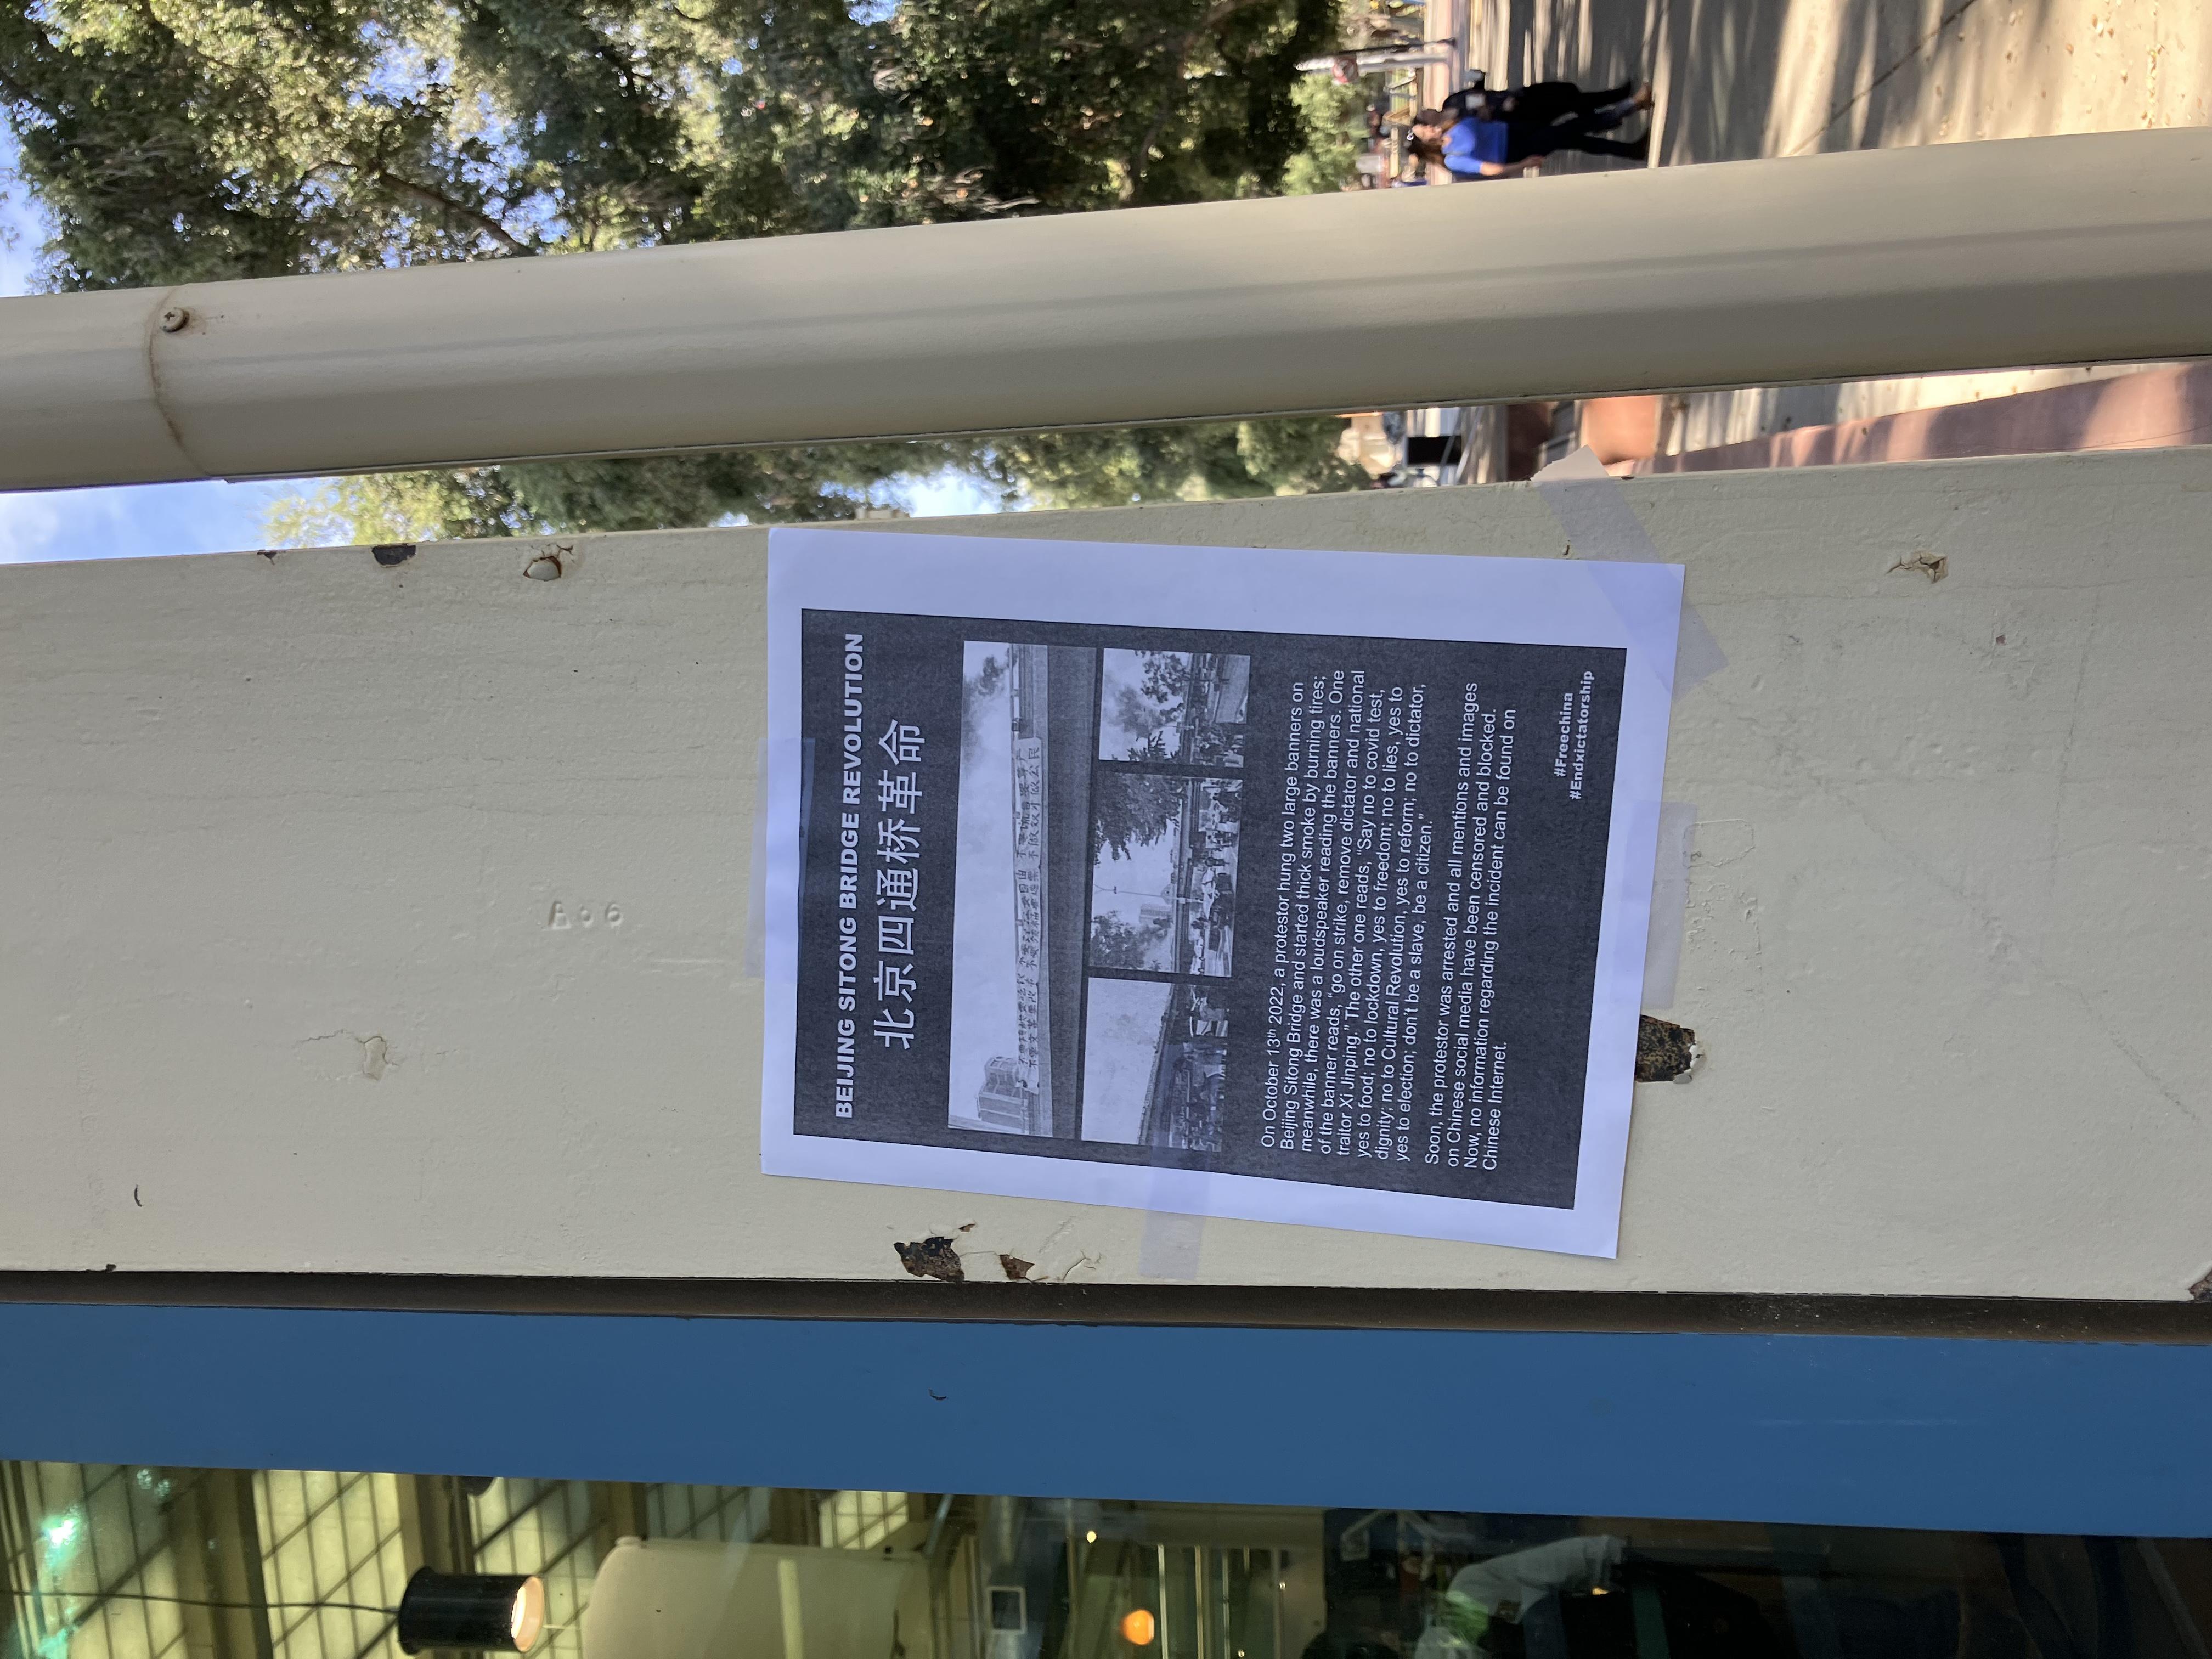 BEIJING SITONG BRIDGE REVOLUTION
北京四通桥革命
On October 13th 2022, a protestor hung two large banners on
Beijing Sitong Bridge and started thick smoke by burning tires;
meanwhile, there was a loudspeaker reading the banners. One
of the banner reads, “go on strike, remove dictator and national
traitor Xi Jinping.” The other one reads, “Say no to covid test,
yes to food; no to lockdown, yes to freedom; no to lies, yes to
dignity; no to Cultural Revolution, yes to reform; no to dictator,
yes to election; don't be a slave, be a citizen.”
Soon, the protestor was arrested and all mentions and images
on Chinese social media have been censored and blocked.
Now, no information regarding the incident can be found on
Chinese Internet.
#Freechina
#Endxictatorship